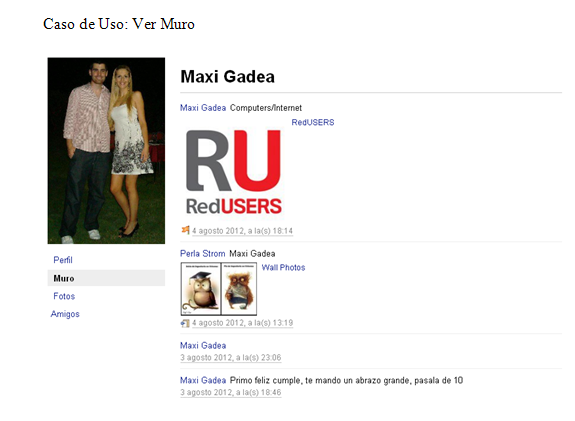 Caso de Uso: Ver Muro
Maxi Gadea
Maxi Gadea Computers/Internet
RedUSERS
RU
RedUSERS
4 agosto 2012, a la(s) 18:14
Perla Strom Maxi Gadea
Wall Photos
4 agosto 2012, a la(s) 13:19
Maxi Gadea
3 agosto 2012, a la(s) 23:06
Maxi Gadea Primo feliz cumple, te mando un abrazo grande, pasala de 10
3 agosto 2012, a la(s) 18:46
Perfil
Muro
Fotos
Amigos